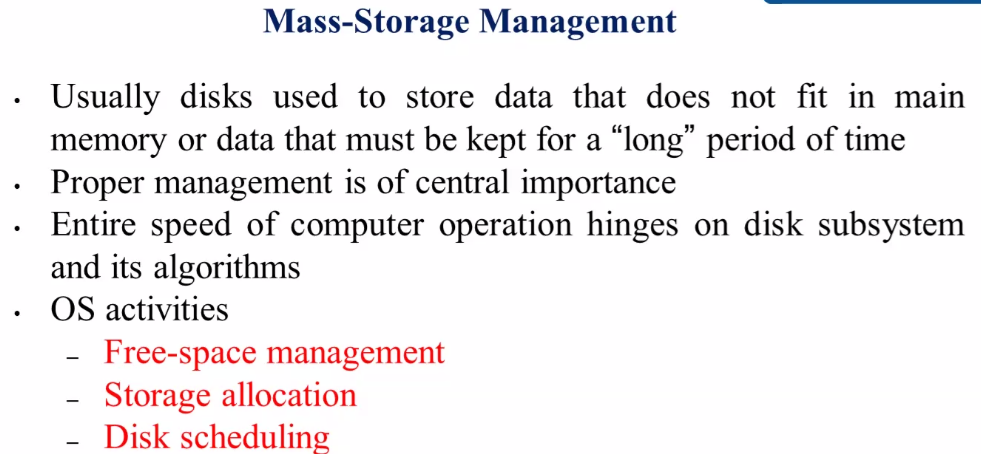 Mass-Storage Management
• Usually disks used to store data that does not fit in main
memory or data that must be kept for a “long” period of time
• Proper management is of central importance
• Entire speed of computer operation hinges on disk subsystem
and its algorithms
• OS activities
– Free-space management
– Storage allocation
– Disk scheduling